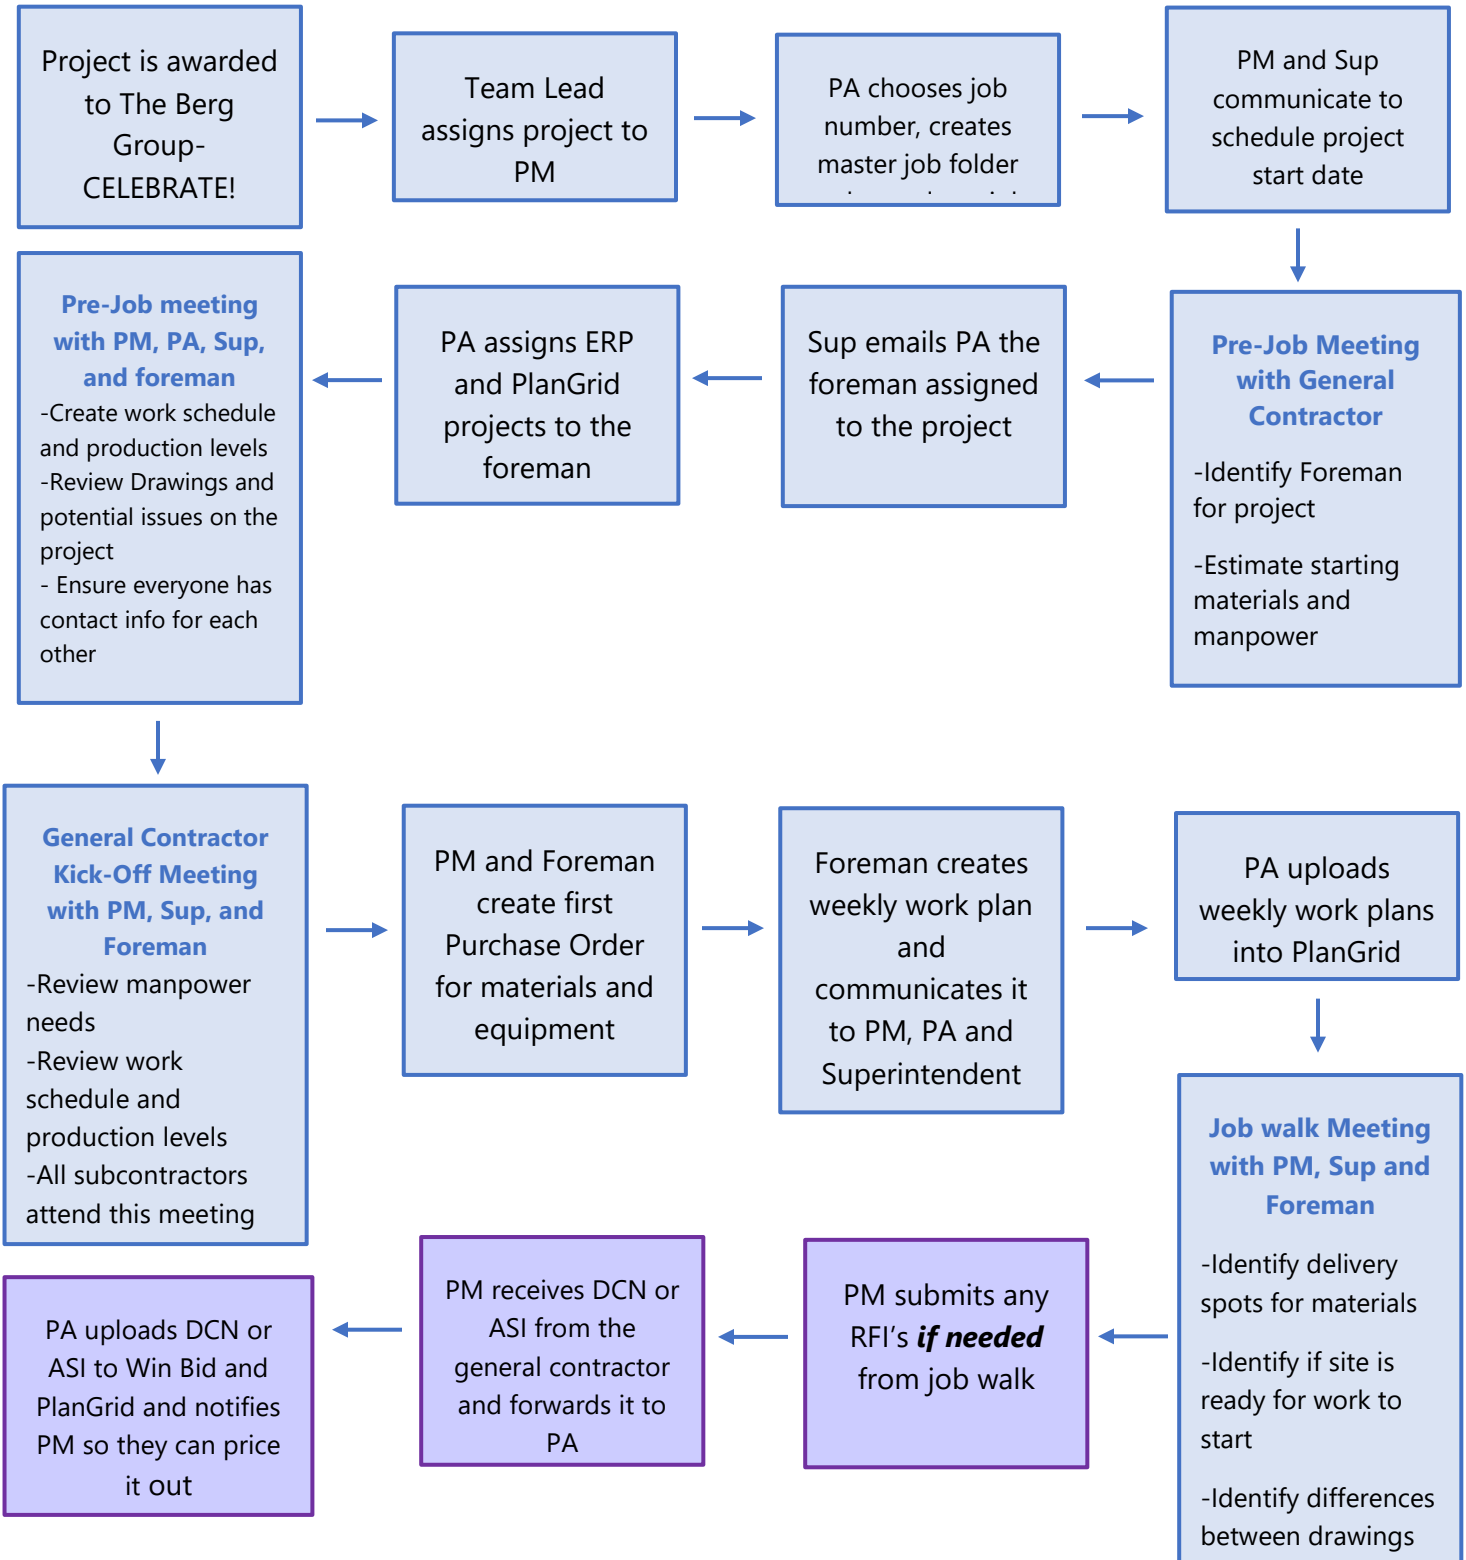 Project is awarded
to The Berg
Group-
CELEBRATE!
Team Lead
assigns project to
PM
PA chooses job
number, creates
master job folder
PM and Sup
communicate to
schedule project
start date
Pre-Job Meeting
with General
Contractor
-Identify Foreman
for project
-Estimate starting
materials and
manpower
Sup emails PA the
foreman assigned
to the project
PA assigns ERP
and PlanGrid
projects to the
foreman
Pre-Job meeting
with PM, PA, Sup,
and foreman
-Create work schedule
and production levels
-Review Drawings and
potential issues on the
project
- Ensure everyone has
contact info for each
other
General Contractor
Kick-Off Meeting
with PM, Sup, and
Foreman
-Review manpower
needs
-Review work
schedule and
production levels
-All subcontractors
attend this meeting
PM and Foreman
create first
Purchase Order
for materials and
equipment
Foreman creates
weekly work plan
and
communicates it
to PM, PA and
Superintendent
PA uploads
weekly work plans
into PlanGrid
Job walk Meeting
with PM, Sup and
Foreman
-Identify delivery
spots for materials
-Identify if site is
ready for work to
start
-Identify differences
between drawings
PM submits any
RFI’s if needed
from job walk
PM receives DCN or
ASI from the
general contractor
and forwards it to
PA
PA uploads DCN or
ASI to Win Bid and
PlanGrid and notifies
PM so they can price
it out